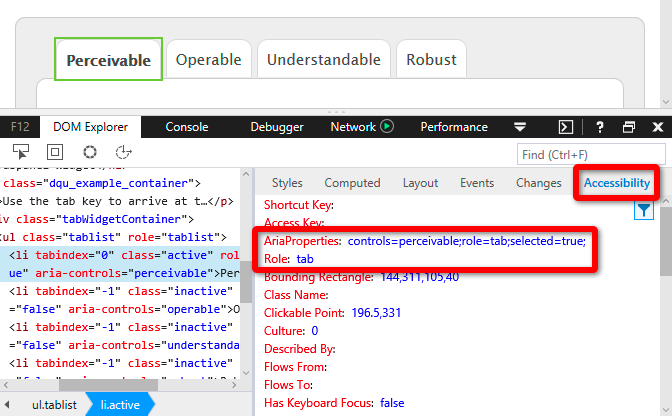 Perceivable Operable Understandable Robust
F12 DOM Explorer Console Debugger Network Performance ?
Find (Ctrl+F)
Styles Computed Layout Events Changes Accessibility
class="dqu_example_container">
>Use the tab key to arrive at t…</p>
iv class="tabWidgetContainer">
<ul class="tablist" role="tablist">
<li tabindex="0" class="active" rol
ue" aria-controls="perceivable">Per
<li tabindex="-1" class="inactive"
="false" aria-controls="operable">O
<li tabindex="-1" class="inactive"
="false" aria-controls="understanda
<li tabindex="-1" class="inactive"
ul.tablist li.active
Shortcut Key:
Access Key:
AriaProperties: controls=perceivable;role=tab;selected=true;
Role: tab
Bounding Rectangle: 144,311,105,40
Class Name:
Clickable Point: 196.5,331
Culture: 0
Described By:
Flows From:
Flows To:
Has Keyboard Focus: false